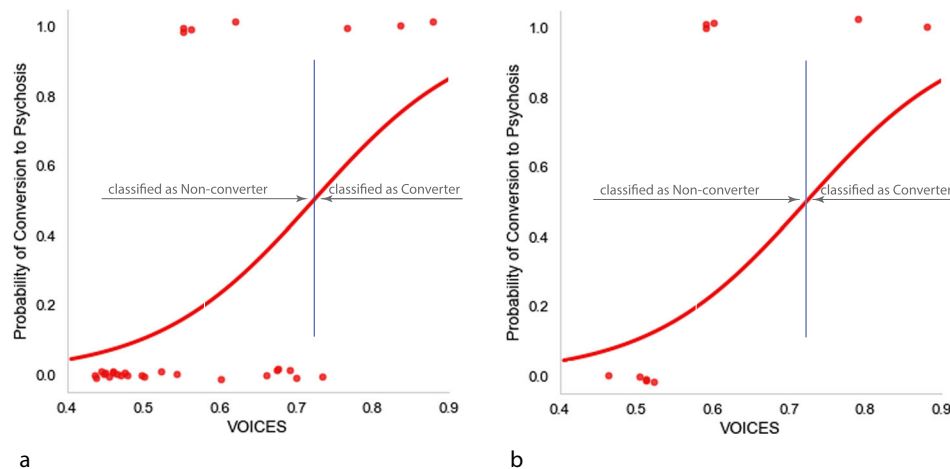 Probability of Conversion to Psychosis
1.0
0.8
0.6
0.4
0.2
0.0
classified as Non-converter
classified as Converter
0.4 0.5 0.6 0.7 0.8 0.9
VOICES
a
Probability of Conversion to Psychosis
1.0
0.8
0.6
0.4
0.2
0.0
classified as Non-converter
classified as Converter
0.4 0.5 0.6 0.7 0.8 0.9
VOICES
b